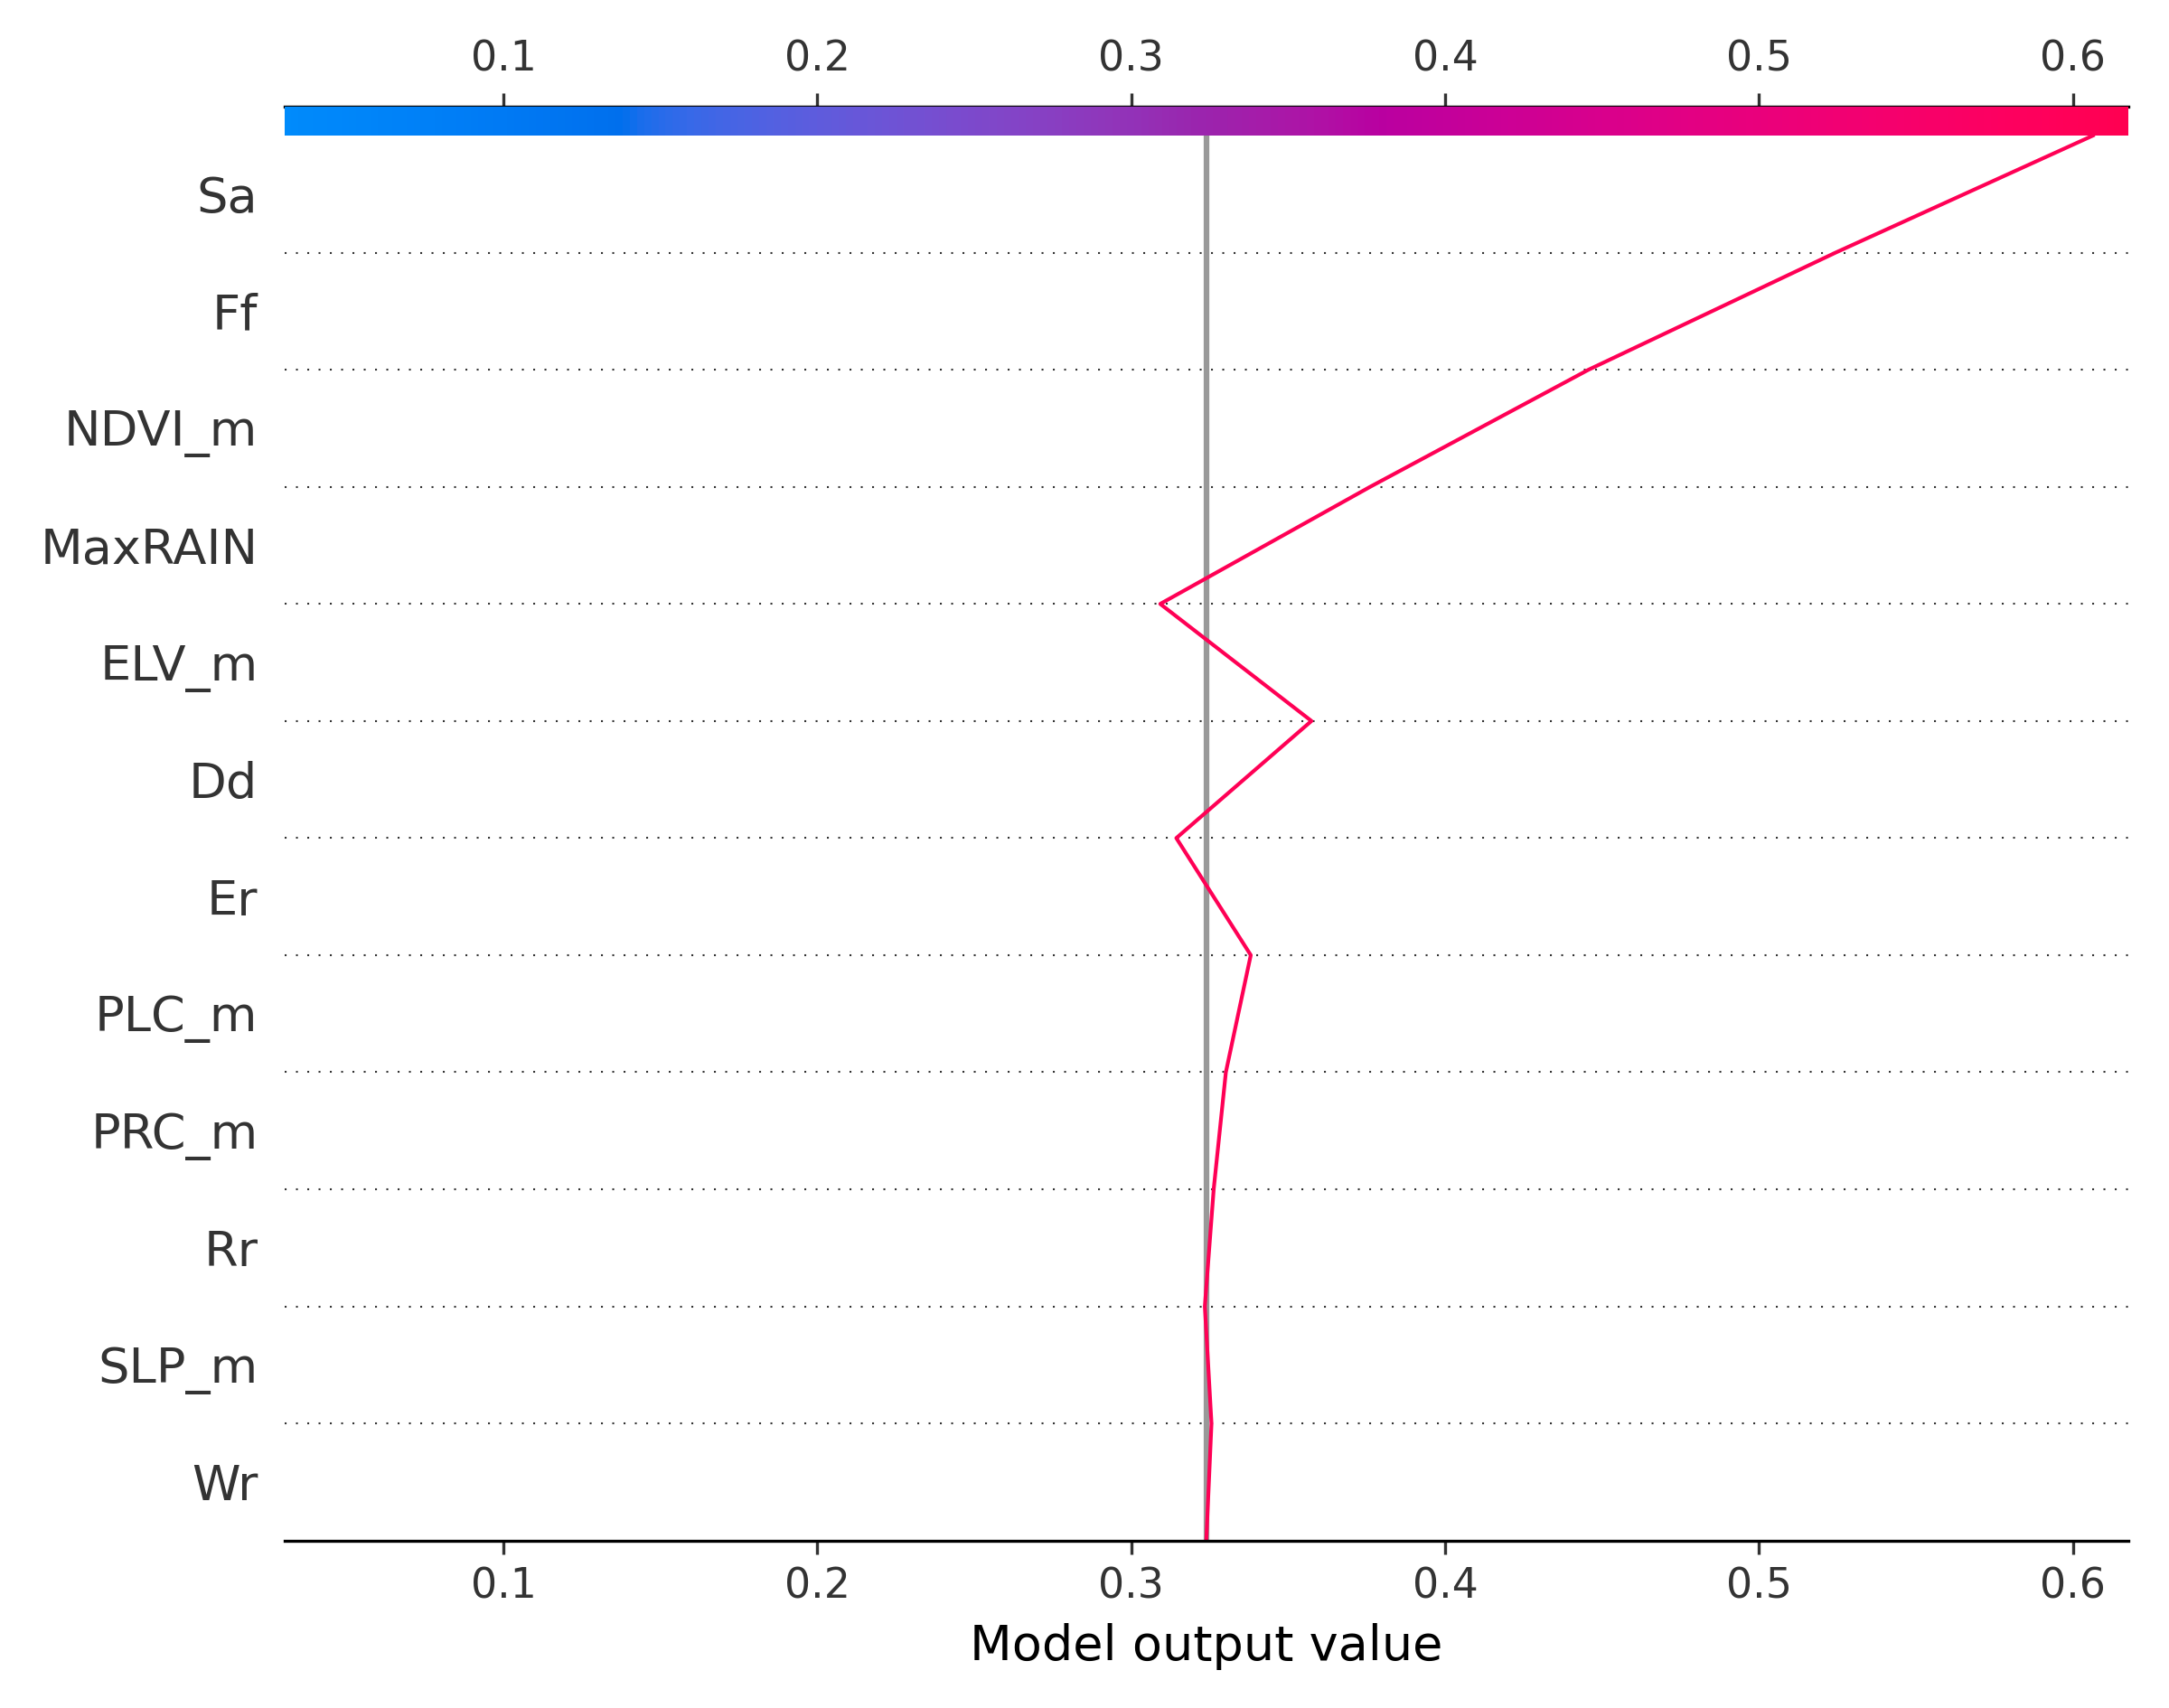 0.1 0.2 0.3 0.4 0.5 0.6
Sa
Ff
NDVI_m
MaxRAIN
ELV_m
Dd
Er
PLC_m
PRC_m
Rr
SLP_m
Wr
0.1 0.2 0.3 0.4 0.5 0.6
Model output value